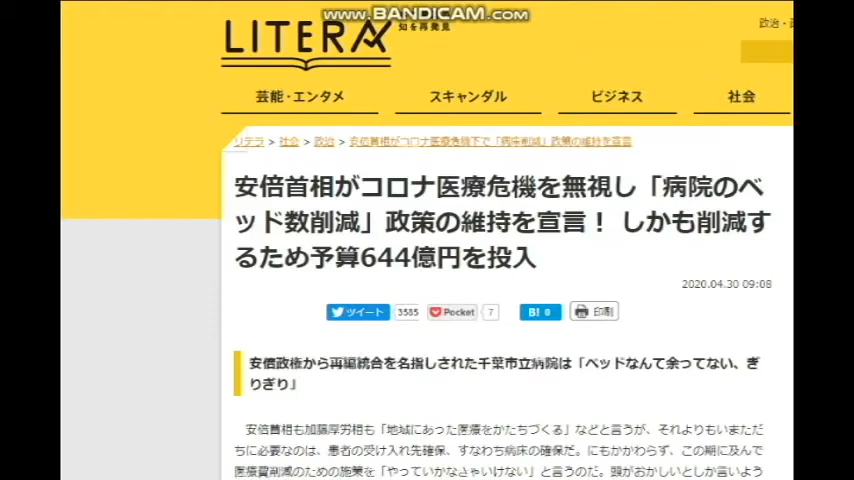 www.BANDICAM.com
LITERA 知を再発見
政治・
芸能・エンタメ スキャンダル ビジネス 社会
リテラ > 社会 > 政治 > 安倍首相がコロナ医療危機下で「病床削減」政策の維持を宣言
安倍首相がコロナ医療危機を無視し「病院のベ
ッド数削減」政策の維持を宣言！ しかも削減す
るため予算644億円を投入
2020.04.30 09:08
ツイート 3585 Pocket 7 B! 0 印刷
安倍政権から再編統合を名指しされた千葉市立病院は「ベッドなんて余ってない、ぎ
りぎり」
安倍首相も加藤厚労相も「地域にあった医療をかたちづくる」などと言うが、それよりもいまただ
ちに必要なのは、患者の受け入れ先確保、すなわち病床の確保だ。にもかかわらず、この期に及んで
医療費削減のための施策を「やっていかなきゃいけない」と言うのだ。頭がおかしいとしか言いよう